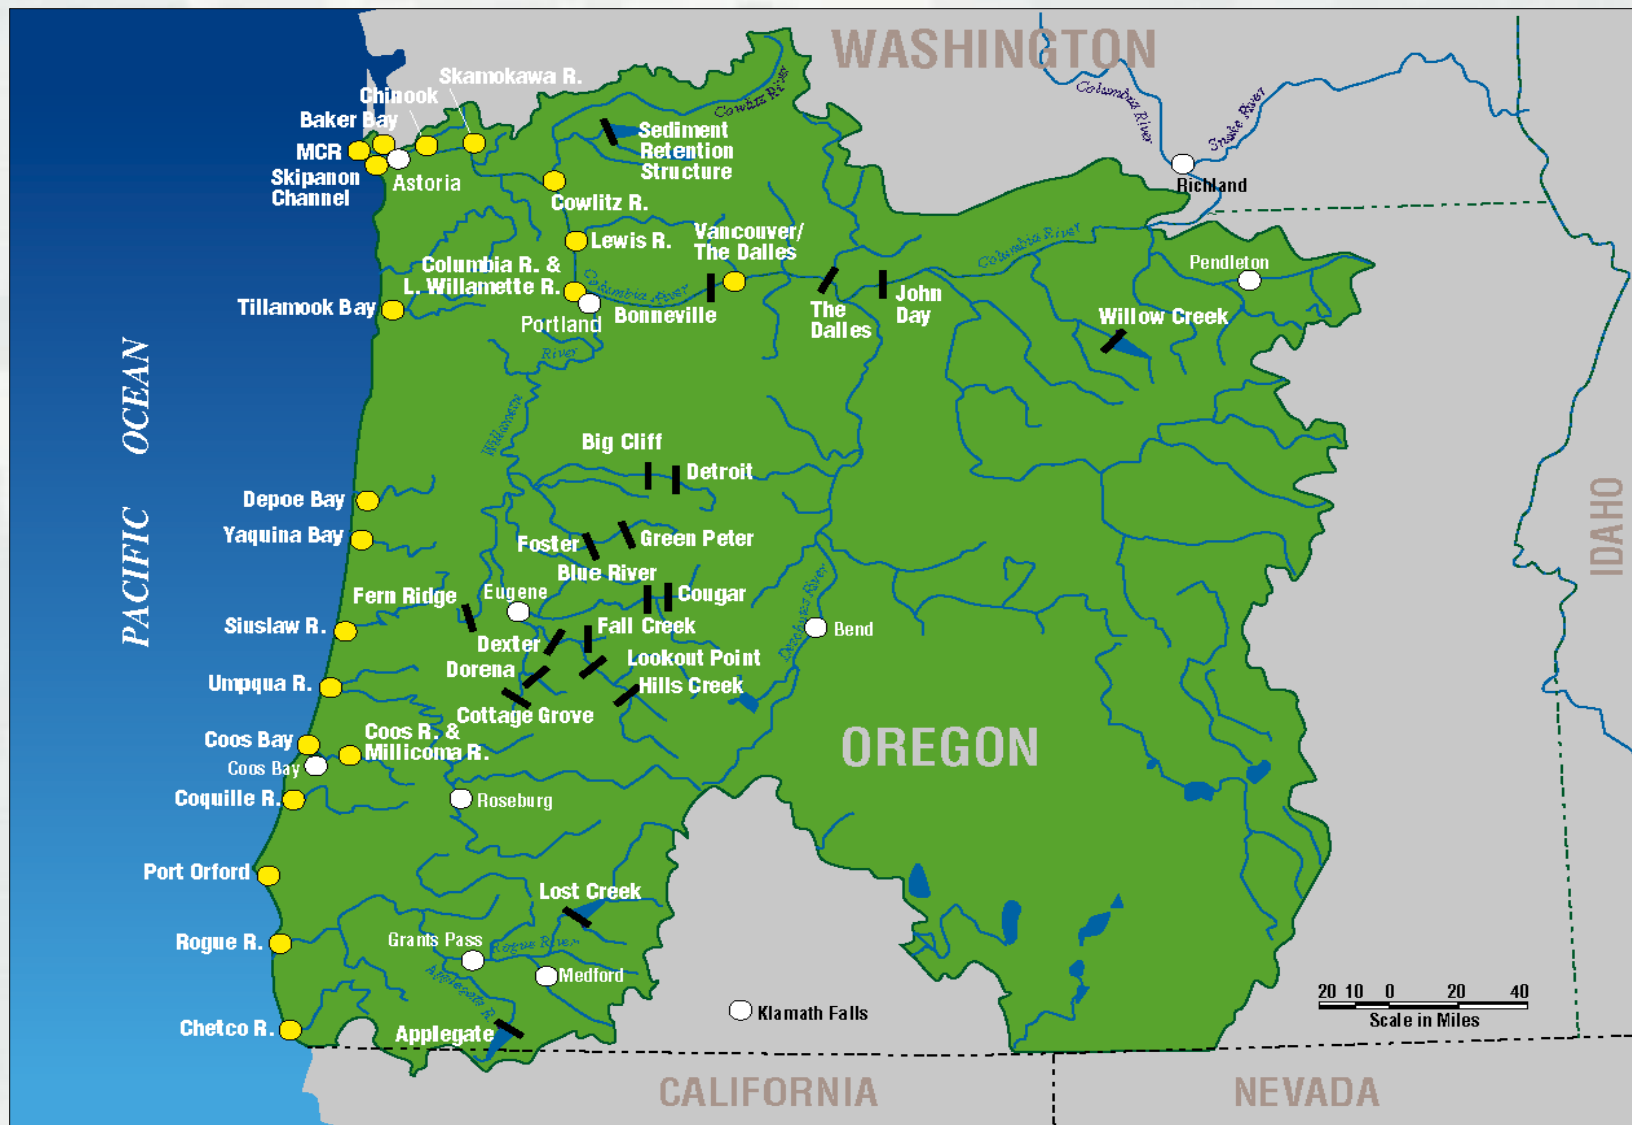 WASHINGTON
Skamokawa R.
Chinook
Baker Bay
MCR
Skipanon
Channel
Astoria
Cowlitz River
Sediment
Retention
Structure
Columbia River
Snake River
Richland
Cowlitz R.
Lewis R.
Vancouver/
The Dalles
Columbia River
Pendleton
Columbia R. &
L. Willamette R.
Columbia River
Tillamook Bay
Portland
Bonneville
The
Dalles
John
Day
Willow Creek
River
Willamette
PACIFIC OCEAN
Big Cliff
Detroit
Depoe Bay
Yaquina Bay
Foster
Green Peter
IDAHO
Blue River
Cougar
Fern Ridge
Eugene
Siuslaw R.
Fall Creek
Deschutes River
Bend
Dexter
Dorena
Lookout Point
Umpqua R.
Hills Creek
Cottage Grove
Coos Bay
Coos R. &
Millicoma R.
OREGON
Coos Bay
Coquille R.
Roseburg
Port Orford
Lost Creek
Rogue R.
Grants Pass
Rogue River
Medford
Applegate R.
Klamath Falls
20 10 0 20 40
Scale in Miles
Chetco R.
Applegate
CALIFORNIA
NEVADA